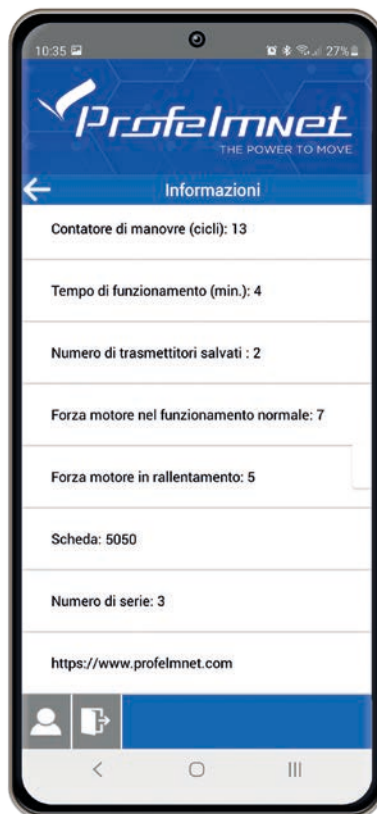 10:35 27%
Profelmnet
THE POWER TO MOVE
Informazioni
Contatore di manovre (cicli): 13
Tempo di funzionamento (min.): 4
Numero di trasmettitori salvati : 2
Forza motore nel funzionamento normale: 7
Forza motore in rallentamento: 5
Scheda: 5050
Numero di serie: 3
https://www.profelmnet.com